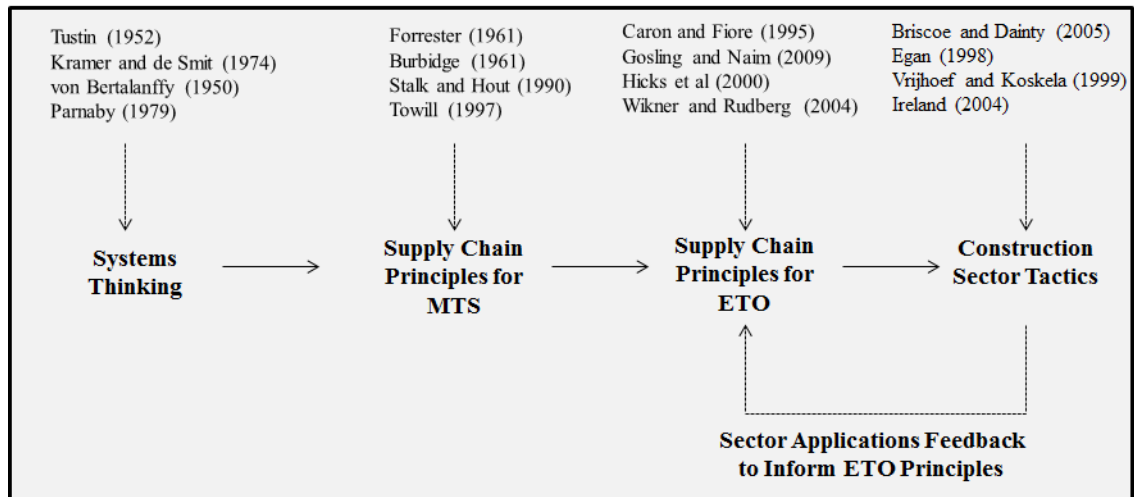 Tustin (1952)
Kramer and de Smit (1974)
von Bertalanffy (1950)
Parnaby (1979)
Forrester (1961)
Burbidge (1961)
Stalk and Hout (1990)
Towill (1997)
Caron and Fiore (1995)
Gosling and Naim (2009)
Hicks et al (2000)
Wikner and Rudberg (2004)
Briscoe and Dainty (2005)
Egan (1998)
Vrijhoef and Koskela (1999)
Ireland (2004)
Systems
Thinking
Supply Chain
Principles for
MTS
Supply Chain
Principles for
ETO
Construction
Sector Tactics
Sector Applications Feedback
to Inform ETO Principles